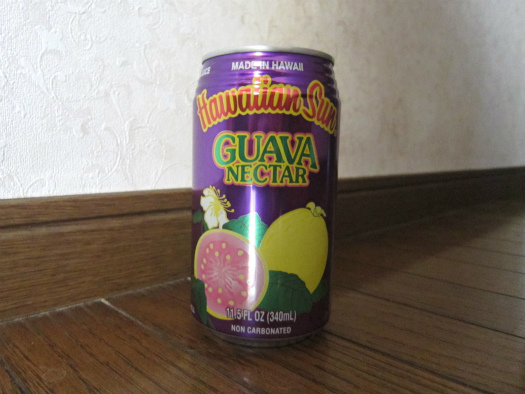 MADE IN HAWAII
Hawaiian Sun
GUAVA
NECTAR
11.5 FL OZ (340mL)
NON CARBONATED